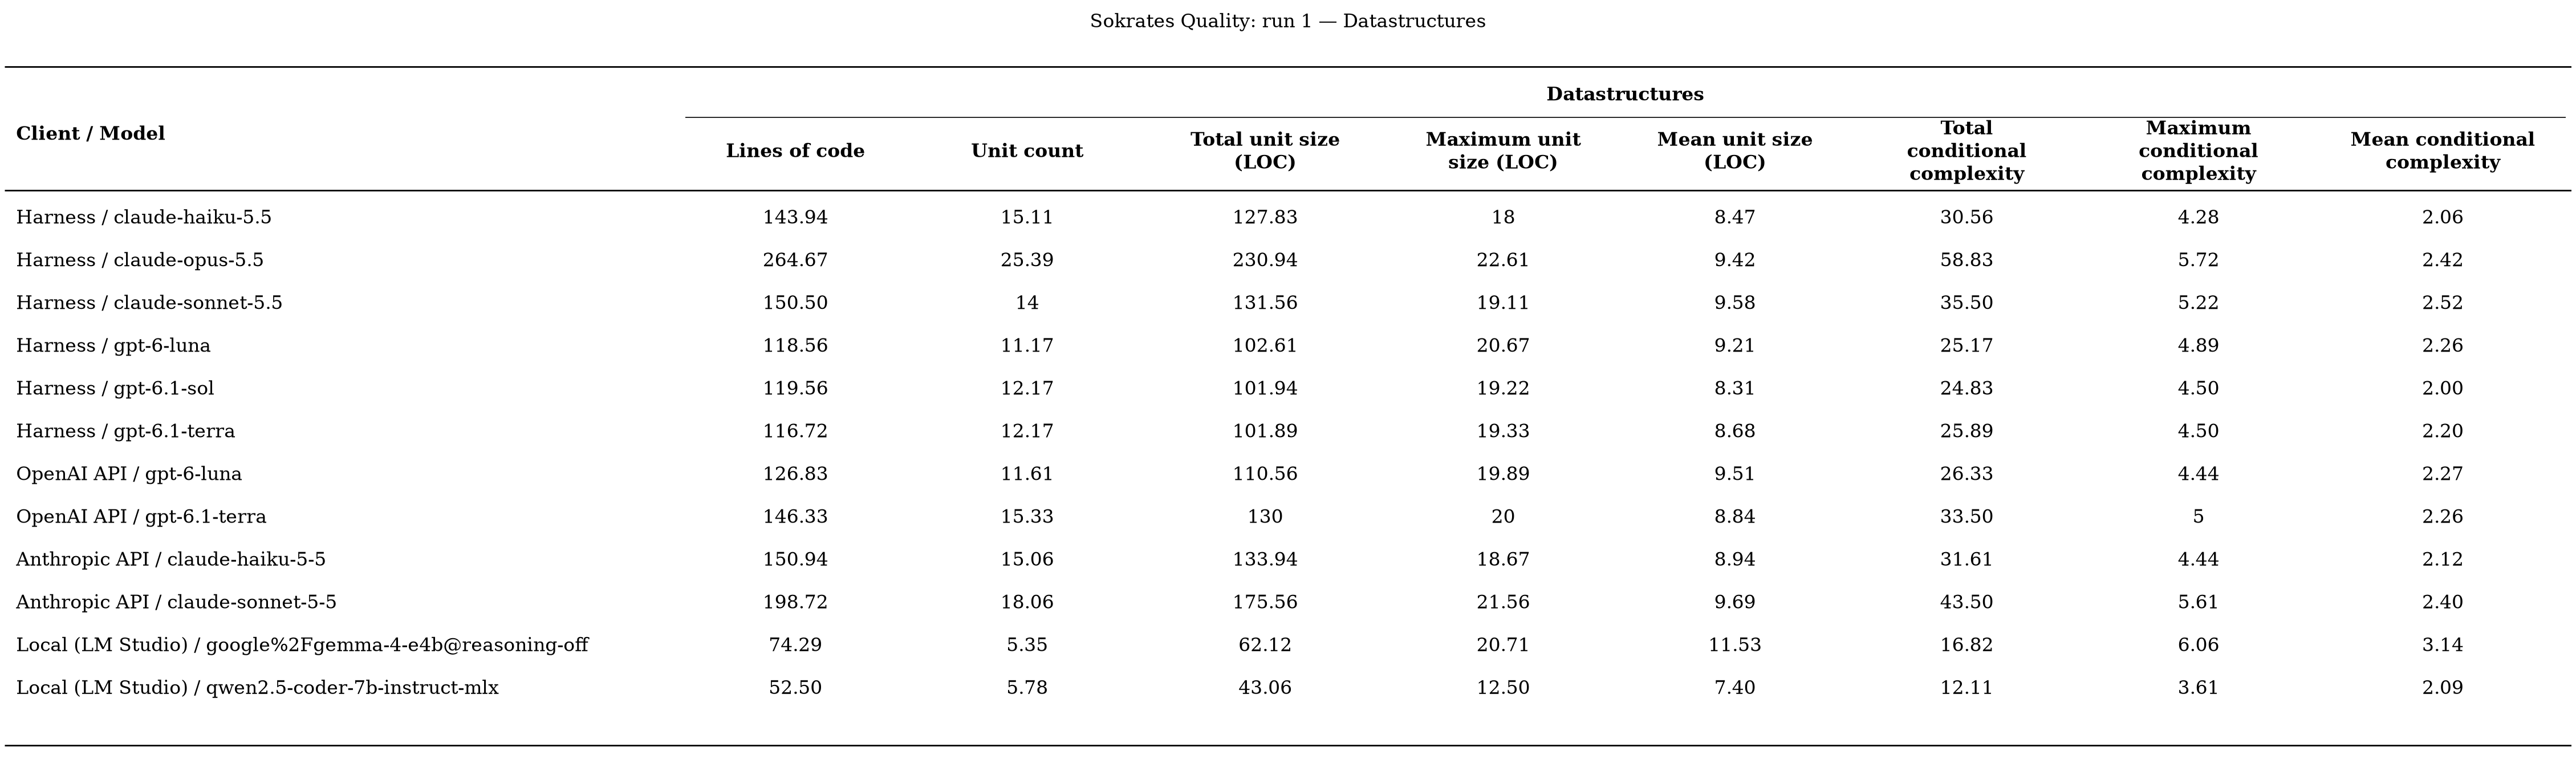 Sokrates Quality: run 1 — Datastructures
Datastructures
Client / Model Lines of code Unit count Total unit size (LOC) Maximum unit size (LOC) Mean unit size (LOC) Total conditional complexity Maximum conditional complexity Mean conditional complexity
Harness / claude-haiku-5.5 143.94 15.11 127.83 18 8.47 30.56 4.28 2.06
Harness / claude-opus-5.5 264.67 25.39 230.94 22.61 9.42 58.83 5.72 2.42
Harness / claude-sonnet-5.5 150.50 14 131.56 19.11 9.58 35.50 5.22 2.52
Harness / gpt-6-luna 118.56 11.17 102.61 20.67 9.21 25.17 4.89 2.26
Harness / gpt-6.1-sol 119.56 12.17 101.94 19.22 8.31 24.83 4.50 2.00
Harness / gpt-6.1-terra 116.72 12.17 101.89 19.33 8.68 25.89 4.50 2.20
OpenAI API / gpt-6-luna 126.83 11.61 110.56 19.89 9.51 26.33 4.44 2.27
OpenAI API / gpt-6.1-terra 146.33 15.33 130 20 8.84 33.50 5 2.26
Anthropic API / claude-haiku-5-5 150.94 15.06 133.94 18.67 8.94 31.61 4.44 2.12
Anthropic API / claude-sonnet-5-5 198.72 18.06 175.56 21.56 9.69 43.50 5.61 2.40
Local (LM Studio) / google%2Fgemma-4-e4b@reasoning-off 74.29 5.35 62.12 20.71 11.53 16.82 6.06 3.14
Local (LM Studio) / qwen2.5-coder-7b-instruct-mlx 52.50 5.78 43.06 12.50 7.40 12.11 3.61 2.09